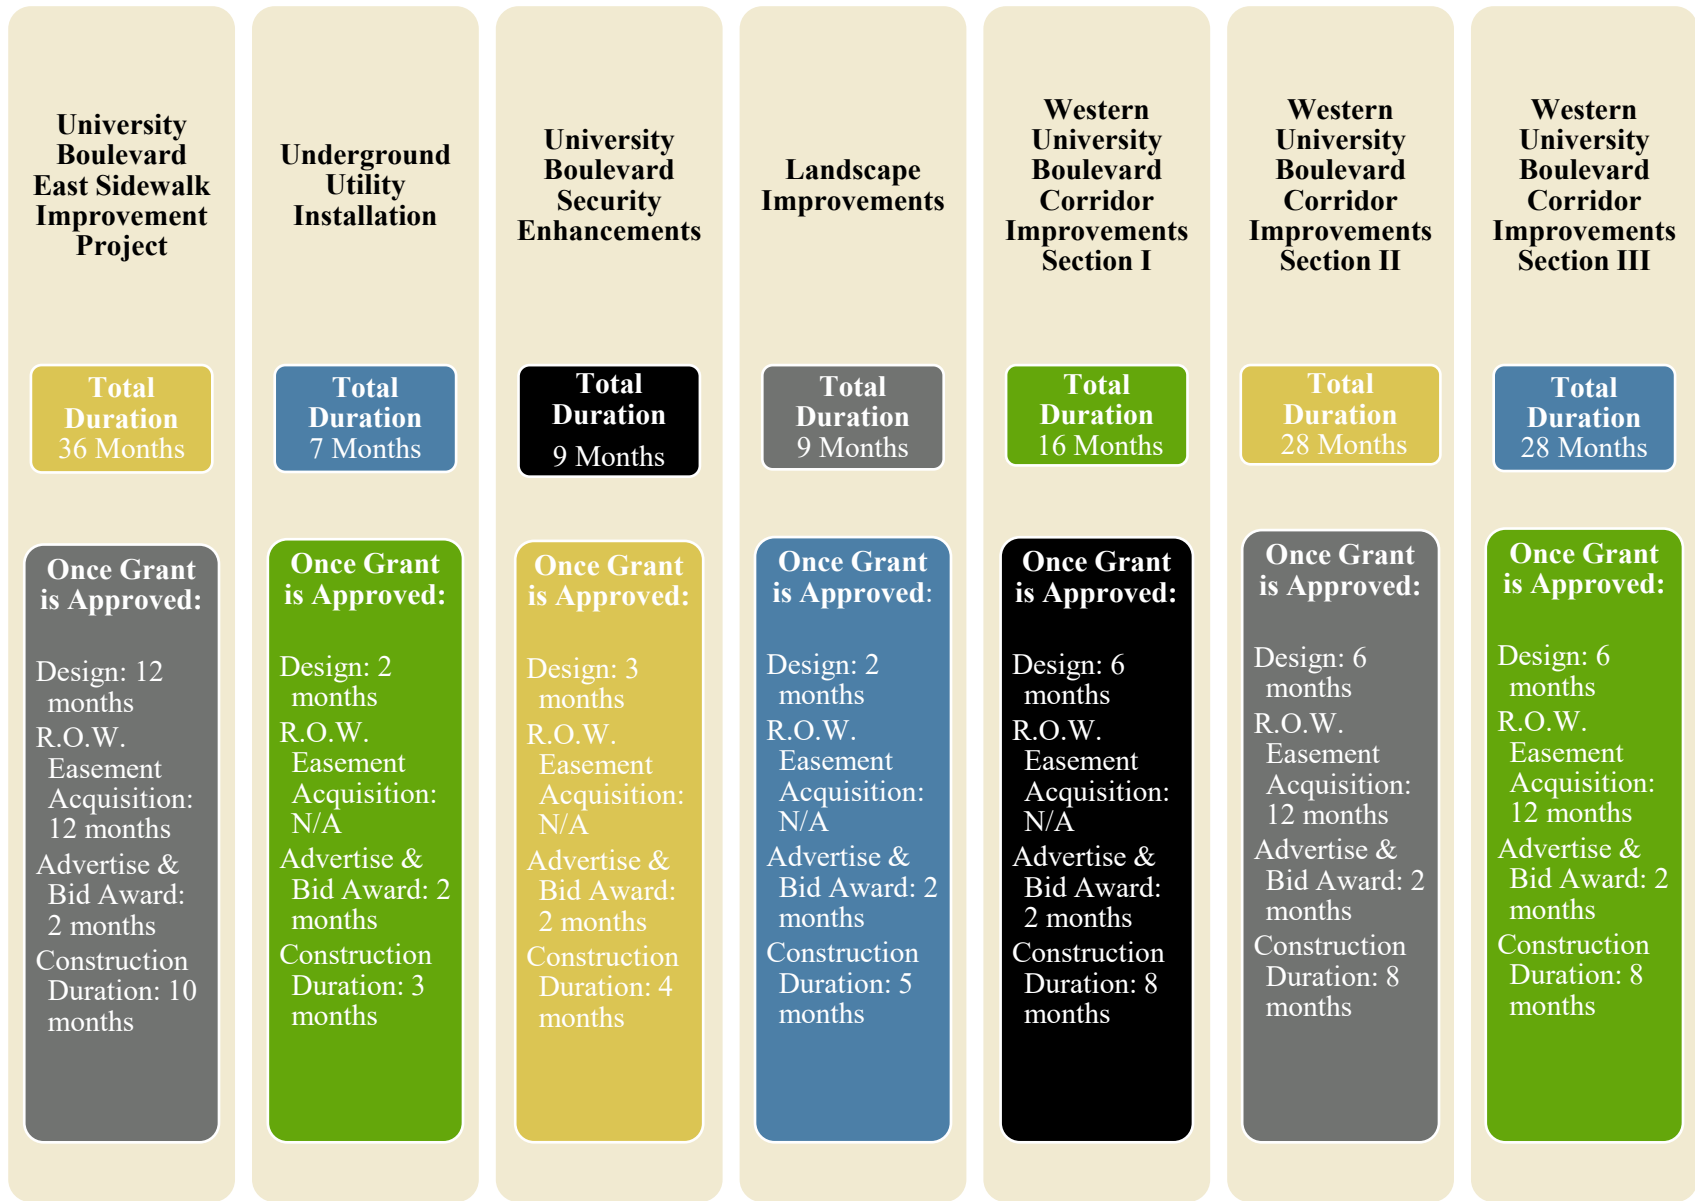 University
Boulevard
East Sidewalk
Improvement
Project
Total
Duration
36 Months
Once Grant
is Approved:
Design: 12
months
R.O.W.
Easement
Acquisition:
12 months
Advertise &
Bid Award:
2 months
Construction
Duration: 10
months
Underground
Utility
Installation
Total
Duration
7 Months
Once Grant
is Approved:
Design: 2
months
R.O.W.
Easement
Acquisition:
N/A
Advertise &
Bid Award: 2
months
Construction
Duration: 3
months
University
Boulevard
Security
Enhancements
Total
Duration
9 Months
Once Grant
is Approved:
Design: 3
months
R.O.W.
Easement
Acquisition:
N/A
Advertise &
Bid Award:
2 months
Construction
Duration: 4
months
Landscape
Improvements
Total
Duration
9 Months
Once Grant
is Approved:
Design: 2
months
R.O.W.
Easement
Acquisition:
N/A
Advertise &
Bid Award: 2
months
Construction
Duration: 5
months
Western
University
Boulevard
Corridor
Improvements
Section I
Total
Duration
16 Months
Once Grant
is Approved:
Design: 6
months
R.O.W.
Easement
Acquisition:
N/A
Advertise &
Bid Award:
2 months
Construction
Duration: 8
months
Western
University
Boulevard
Corridor
Improvements
Section II
Total
Duration
28 Months
Once Grant
is Approved:
Design: 6
months
R.O.W.
Easement
Acquisition:
12 months
Advertise &
Bid Award: 2
months
Construction
Duration: 8
months
Western
University
Boulevard
Corridor
Improvements
Section III
Total
Duration
28 Months
Once Grant
is Approved:
Design: 6
months
R.O.W.
Easement
Acquisition:
12 months
Advertise &
Bid Award: 2
months
Construction
Duration: 8
months